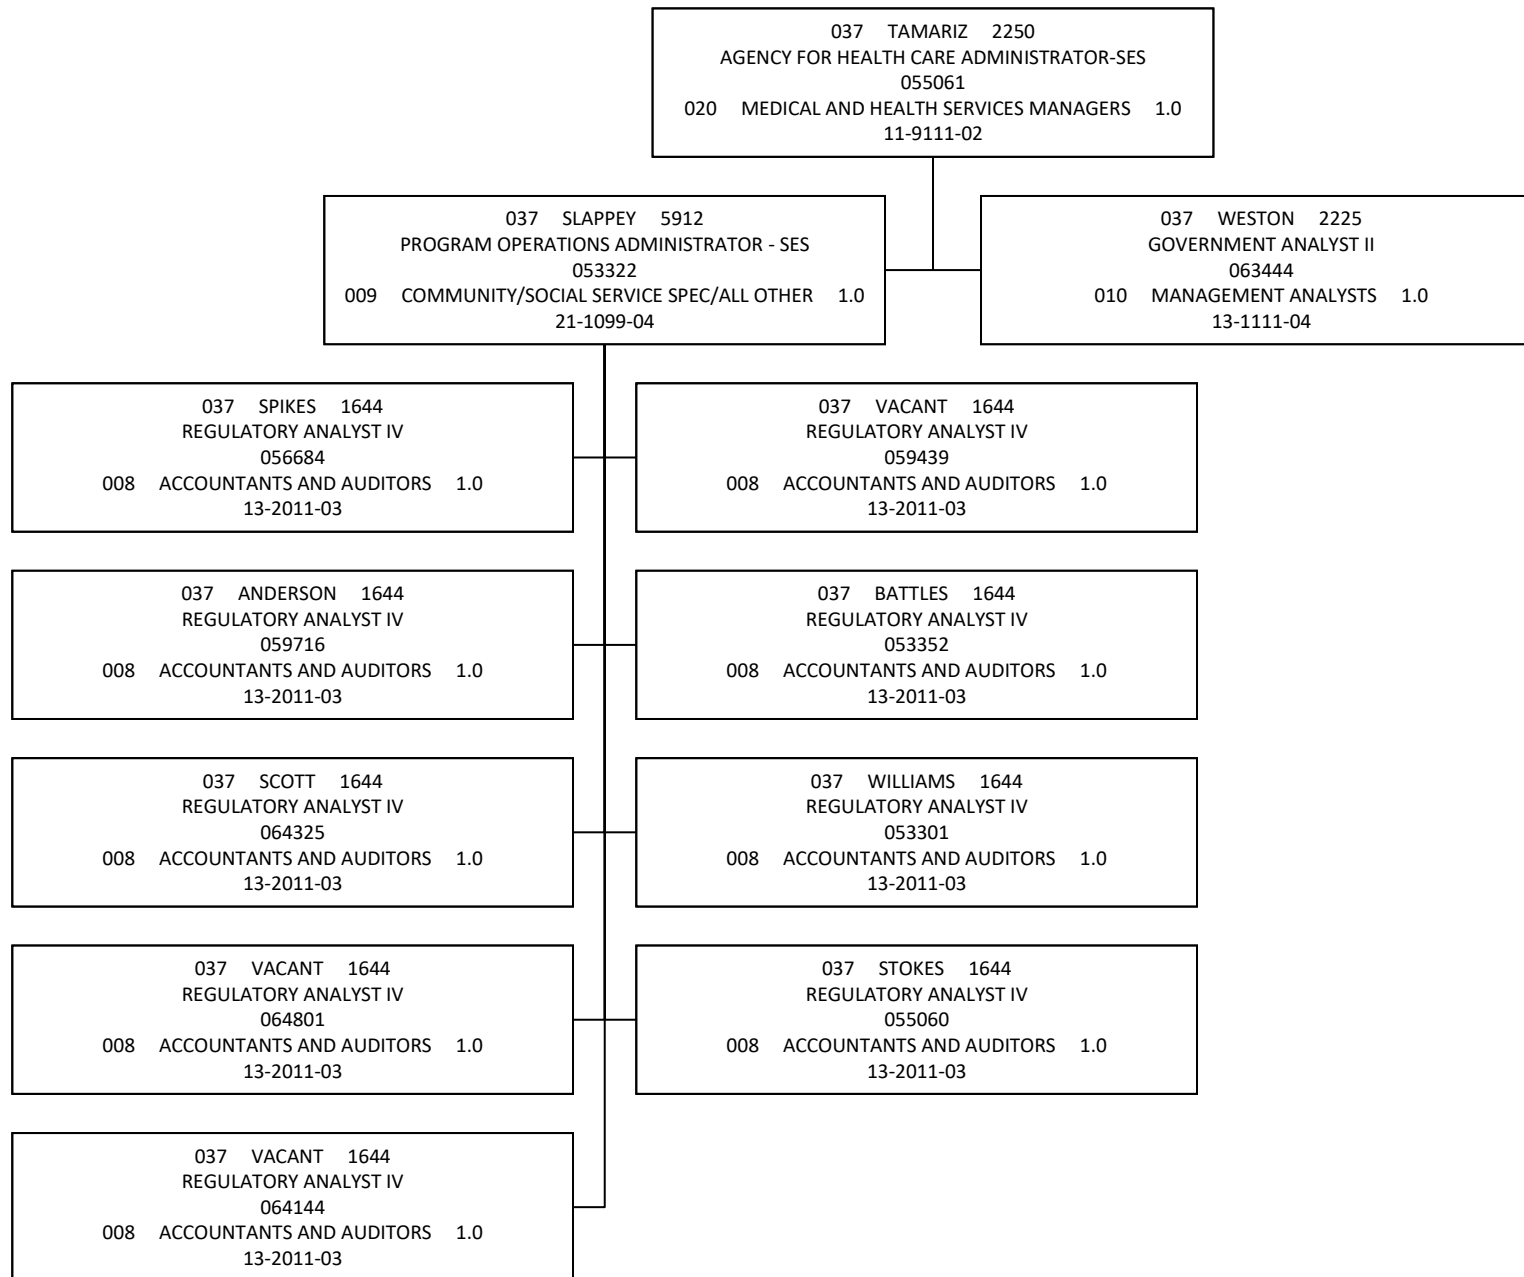 037 TAMARIZ 2250
AGENCY FOR HEALTH CARE ADMINISTRATOR-SES
055061
020 MEDICAL AND HEALTH SERVICES MANAGERS 1.0
11-9111-02
037 SLAPPEY 5912
PROGRAM OPERATIONS ADMINISTRATOR - SES
053322
009 COMMUNITY/SOCIAL SERVICE SPEC/ALL OTHER 1.0
21-1099-04
037 WESTON 2225
GOVERNMENT ANALYST II
063444
010 MANAGEMENT ANALYSTS 1.0
13-1111-04
037 SPIKES 1644
REGULATORY ANALYST IV
056684
008 ACCOUNTANTS AND AUDITORS 1.0
13-2011-03
037 VACANT 1644
REGULATORY ANALYST IV
059439
008 ACCOUNTANTS AND AUDITORS 1.0
13-2011-03
037 ANDERSON 1644
REGULATORY ANALYST IV
059716
008 ACCOUNTANTS AND AUDITORS 1.0
13-2011-03
037 BATTLES 1644
REGULATORY ANALYST IV
053352
008 ACCOUNTANTS AND AUDITORS 1.0
13-2011-03
037 SCOTT 1644
REGULATORY ANALYST IV
064325
008 ACCOUNTANTS AND AUDITORS 1.0
13-2011-03
037 WILLIAMS 1644
REGULATORY ANALYST IV
053301
008 ACCOUNTANTS AND AUDITORS 1.0
13-2011-03
037 VACANT 1644
REGULATORY ANALYST IV
064801
008 ACCOUNTANTS AND AUDITORS 1.0
13-2011-03
037 STOKES 1644
REGULATORY ANALYST IV
055060
008 ACCOUNTANTS AND AUDITORS 1.0
13-2011-03
037 VACANT 1644
REGULATORY ANALYST IV
064144
008 ACCOUNTANTS AND AUDITORS 1.0
13-2011-03